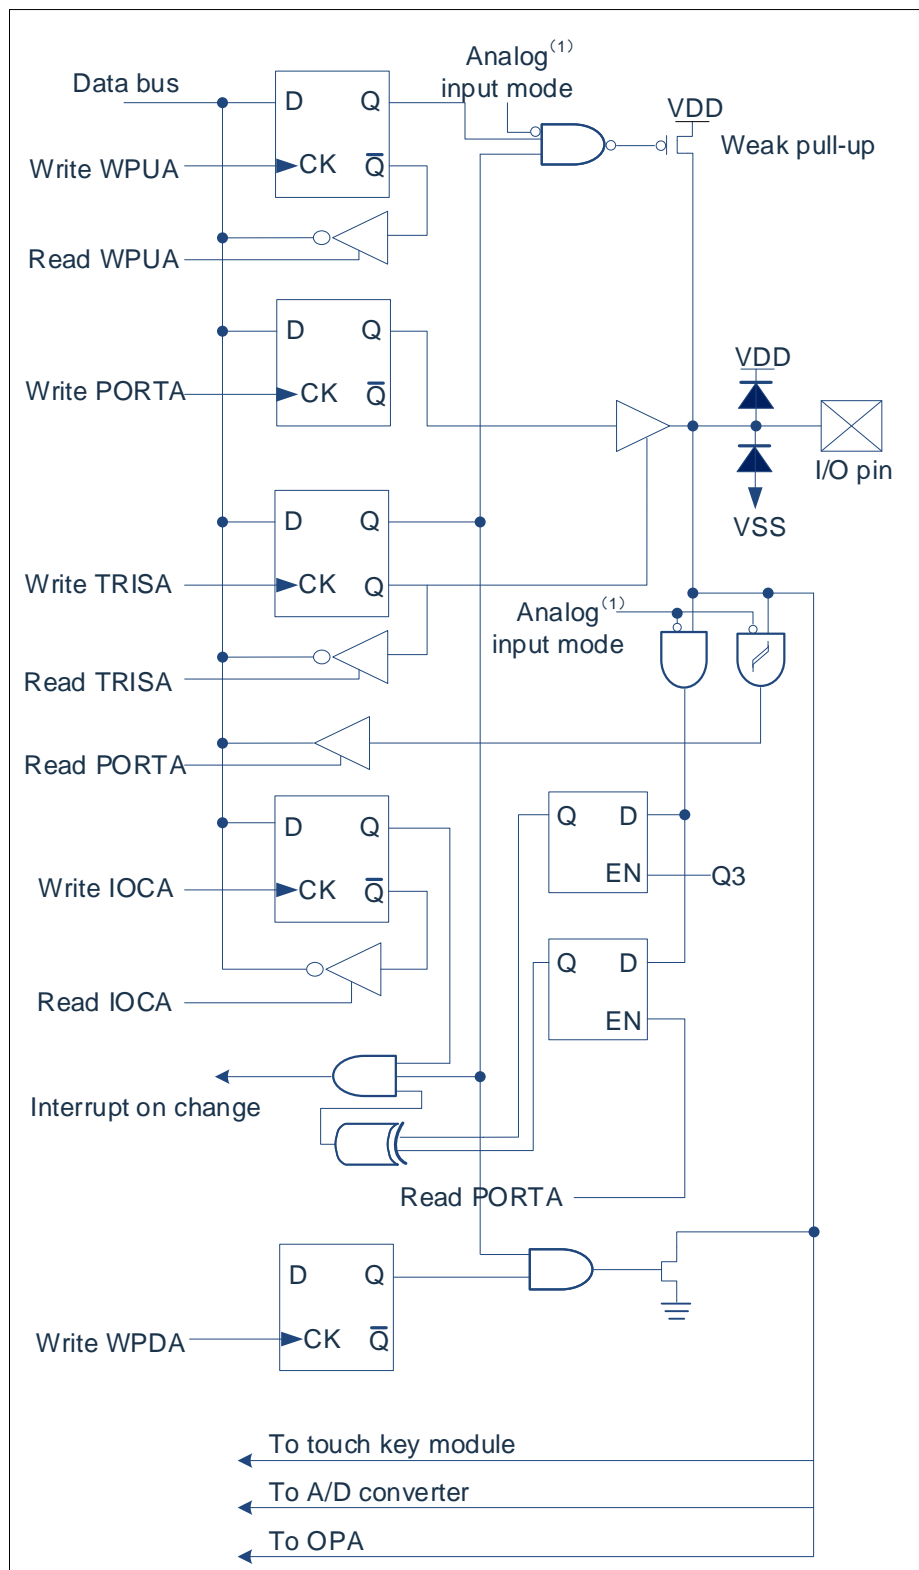 Analog(1)
input mode
Data bus
D
Q
VDD
Weak pull-up
Write WPUA
CK
Q̅
Read WPUA
D
Q
VDD
Write PORTA
CK
Q̅
I/O pin
D
Q
VSS
Write TRISA
CK
Q
Analog(1)
input mode
Read TRISA
Read PORTA
D
Q
Q
D
Write IOCA
CK
Q̅
EN
Q3
Q
D
Read IOCA
EN
Interrupt on change
Read PORTA
D
Q
Write WPDA
CK
Q̅
To touch key module
To A/D converter
To OPA